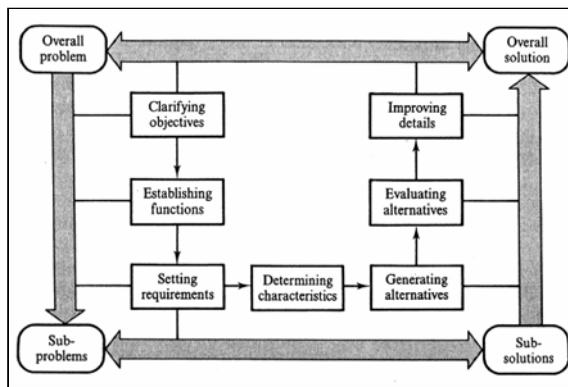 Overall
problem
Overall
solution
Clarifying
objectives
Improving
details
Establishing
functions
Evaluating
alternatives
Setting
requirements
Determining
characteristics
Generating
alternatives
Sub-
problems
Sub-
solutions